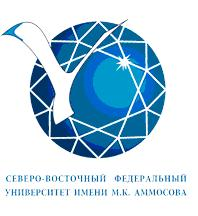 СЕВЕРО-ВОСТОЧНЫЙ ФЕДЕРАЛЬНЫЙ
УНИВЕРСИТЕТ ИМЕНИ М.К. АММОСОВА